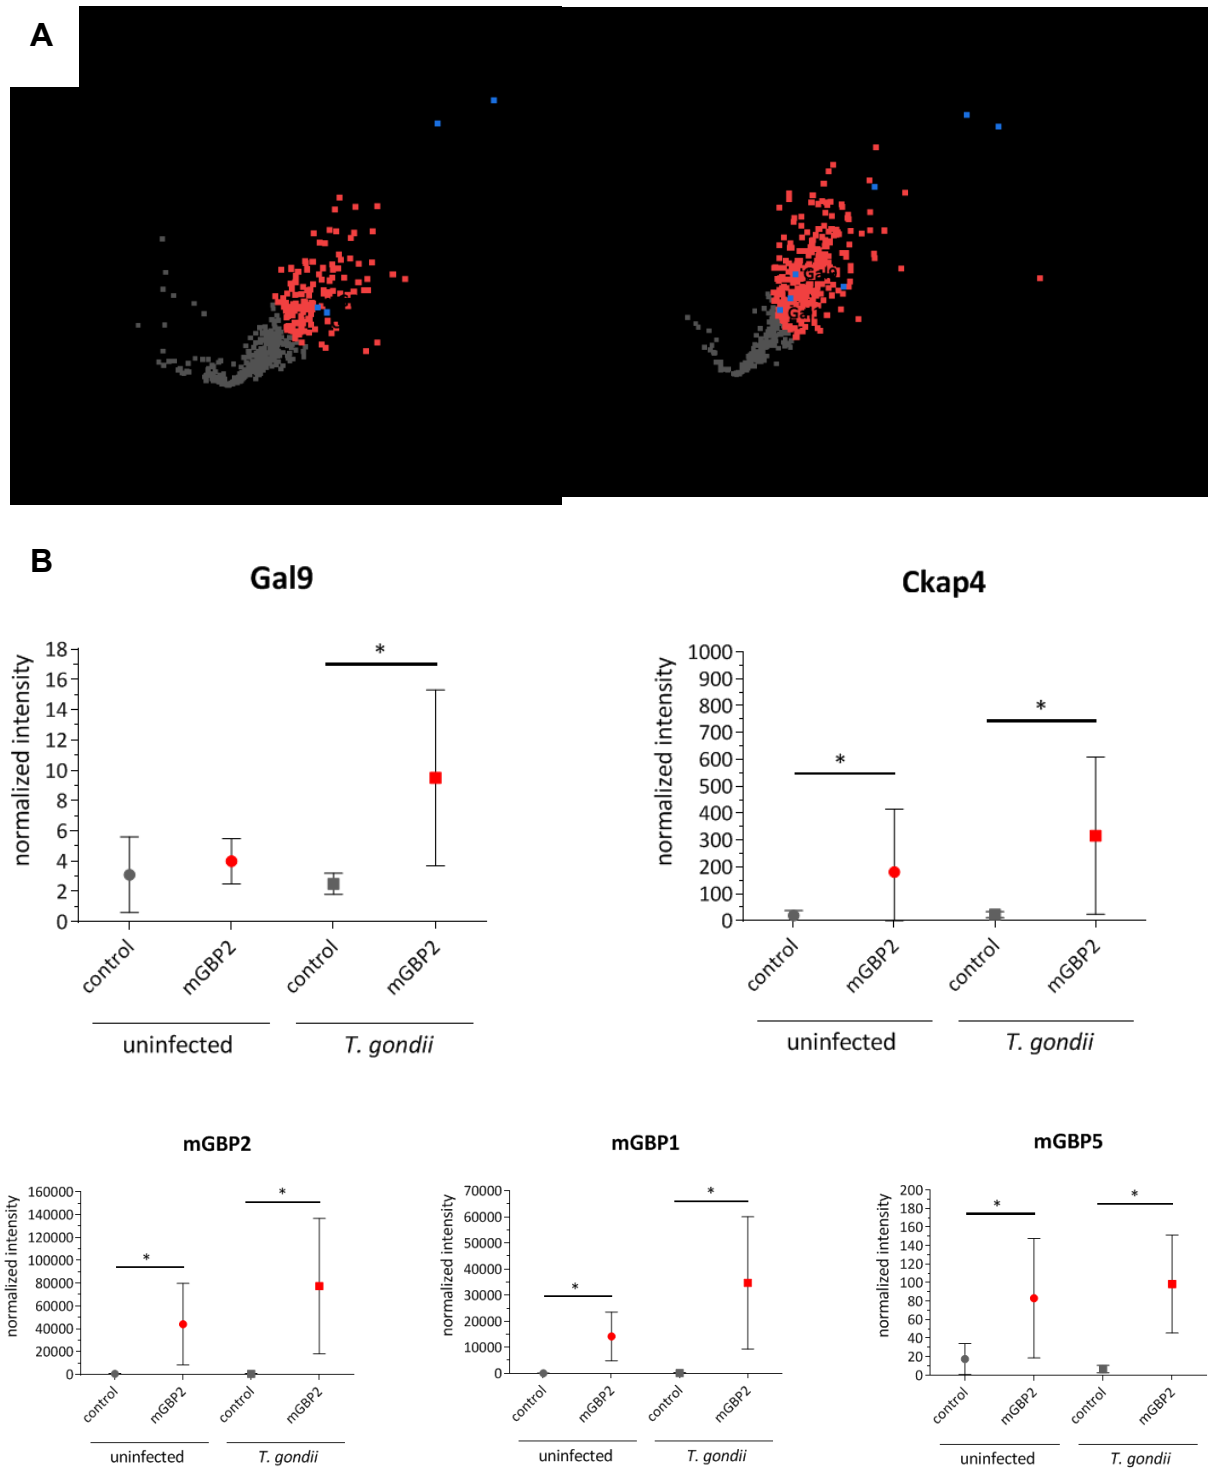 A
Gal9
Gal
B
Gal9
normalized intensity
18
16
14
12
10
8
6
4
2
0
*
control
mGBP2
control
mGBP2
uninfected
T. gondii
Ckap4
normalized intensity
1000
900
800
700
600
500
400
300
200
100
0
*
*
control
mGBP2
control
mGBP2
uninfected
T. gondii
mGBP2
normalized intensity
160000
140000
120000
100000
80000
60000
40000
20000
0
*
*
control
mGBP2
control
mGBP2
uninfected
T. gondii
mGBP1
normalized intensity
70000
60000
50000
40000
30000
20000
10000
0
*
*
control
mGBP2
control
mGBP2
uninfected
T. gondii
mGBP5
normalized intensity
200
180
160
140
120
100
80
60
40
20
0
*
*
control
mGBP2
control
mGBP2
uninfected
T. gondii